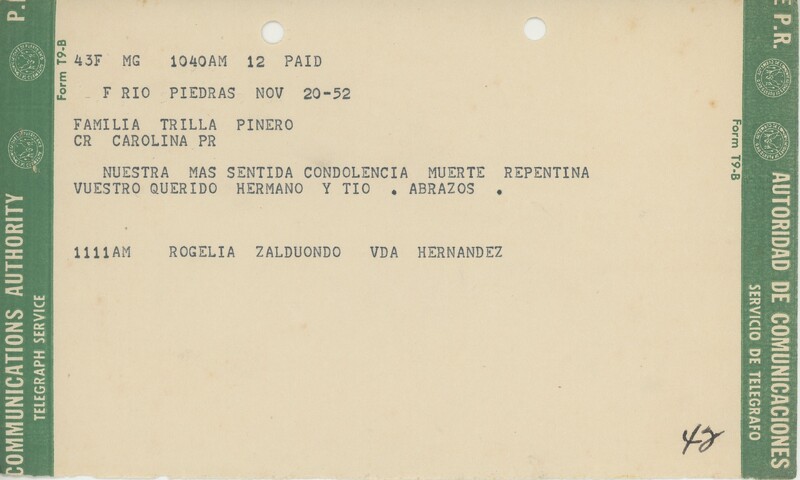 43F MG 1040AM 12 PAID
F RIO PIEDRAS NOV 20-52
FAMILIA TRILLA PINERO
CR CAROLINA PR
NUESTRA MAS SENTIDA CONDOLENCIA MUERTE REPENTINA
VUESTRO QUERIDO HERMANO Y TIO . ABRAZOS .
1111AM ROGELIA ZALDUONDO VDA HERNANDEZ
42
Form T9-B
COMMUNICATIONS AUTHORITY
TELEGRAPH SERVICE
Form T9-B
P.R.
AUTORIDAD DE COMUNICACIONES
SERVICIO DE TELEGRAFO